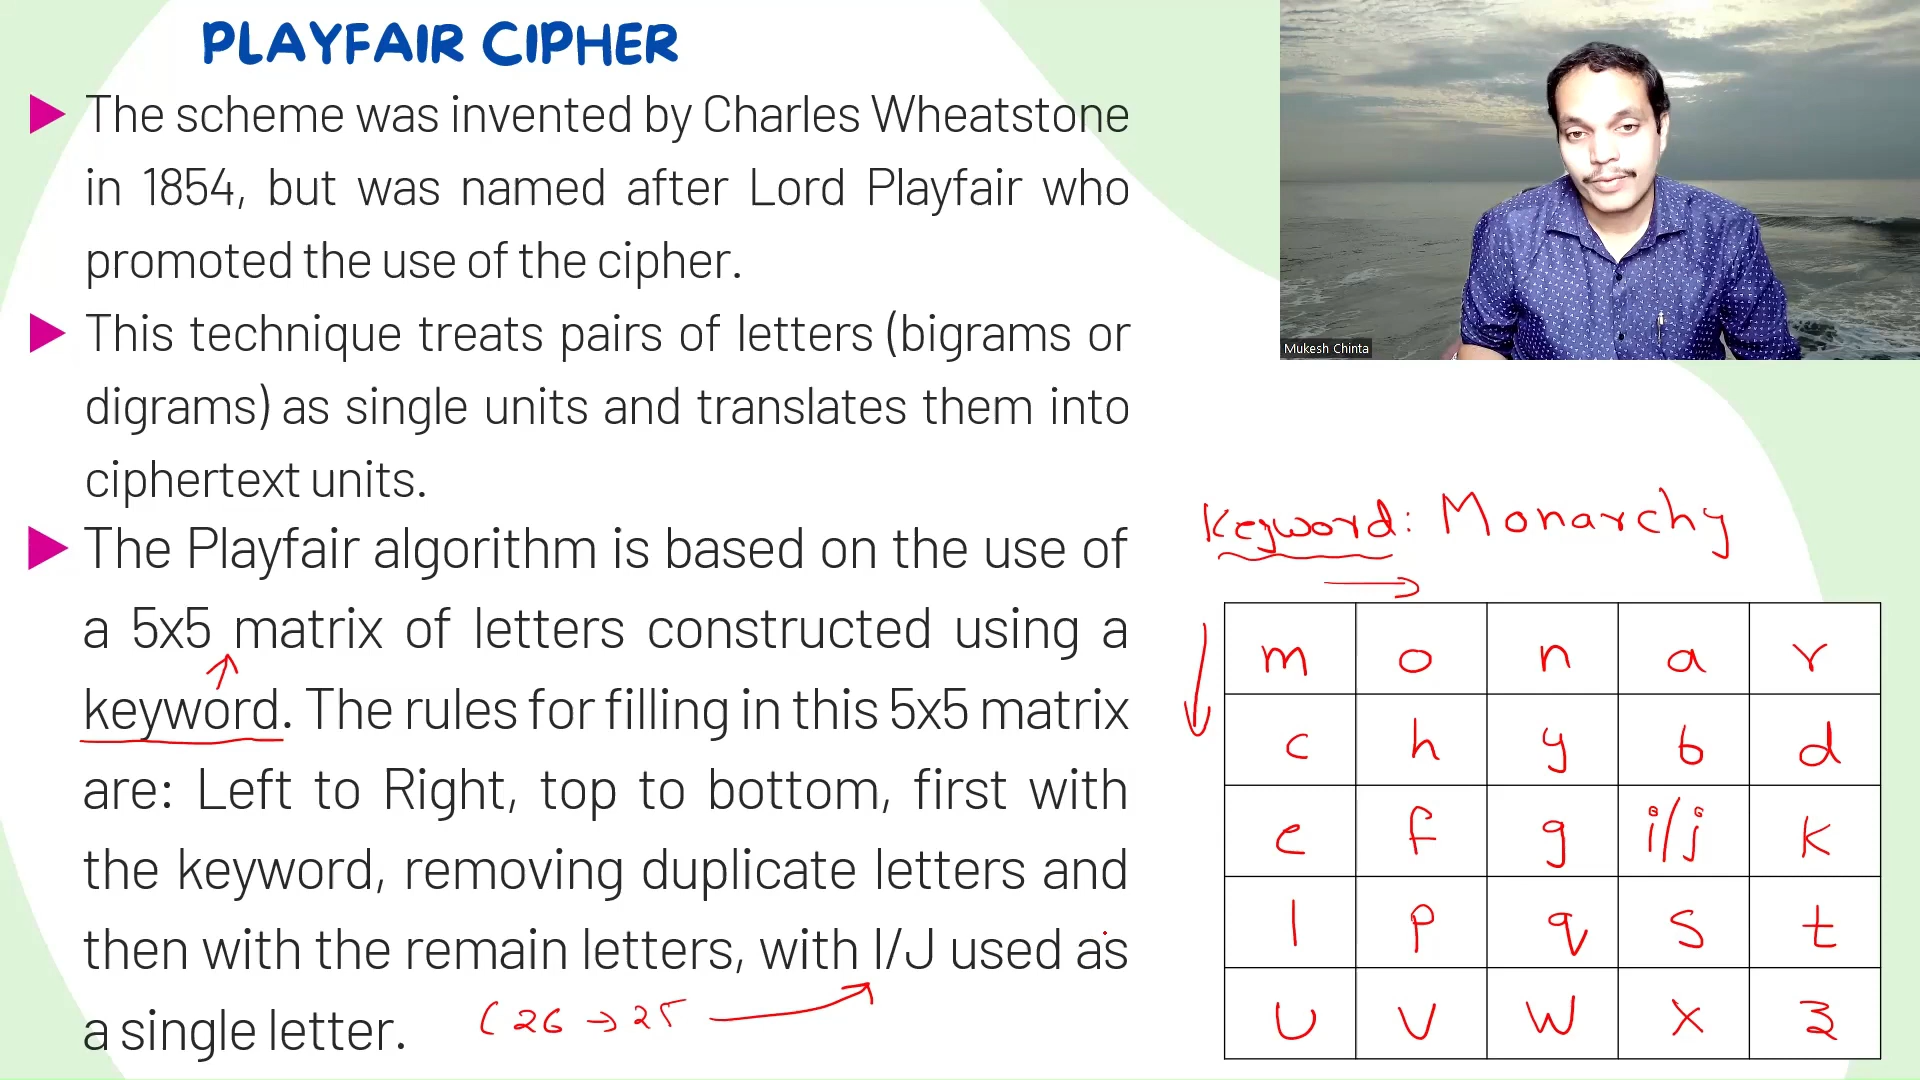 PLAYFAIR CIPHER
The scheme was invented by Charles Wheatstone
in 1854, but was named after Lord Playfair who
promoted the use of the cipher.
This technique treats pairs of letters (bigrams or
digrams) as single units and translates them into
ciphertext units.
The Playfair algorithm is based on the use of
a 5x5 matrix of letters constructed using a
keyword. The rules for filling in this 5x5 matrix
are: Left to Right, top to bottom, first with
the keyword, removing duplicate letters and
then with the remain letters, with I/J used as
a single letter.
(26 → 25
Mukesh Chinta
Keyword: Monarchy
m o n a r
c h y b d
e f g i/j k
l p q s t
u v w x z